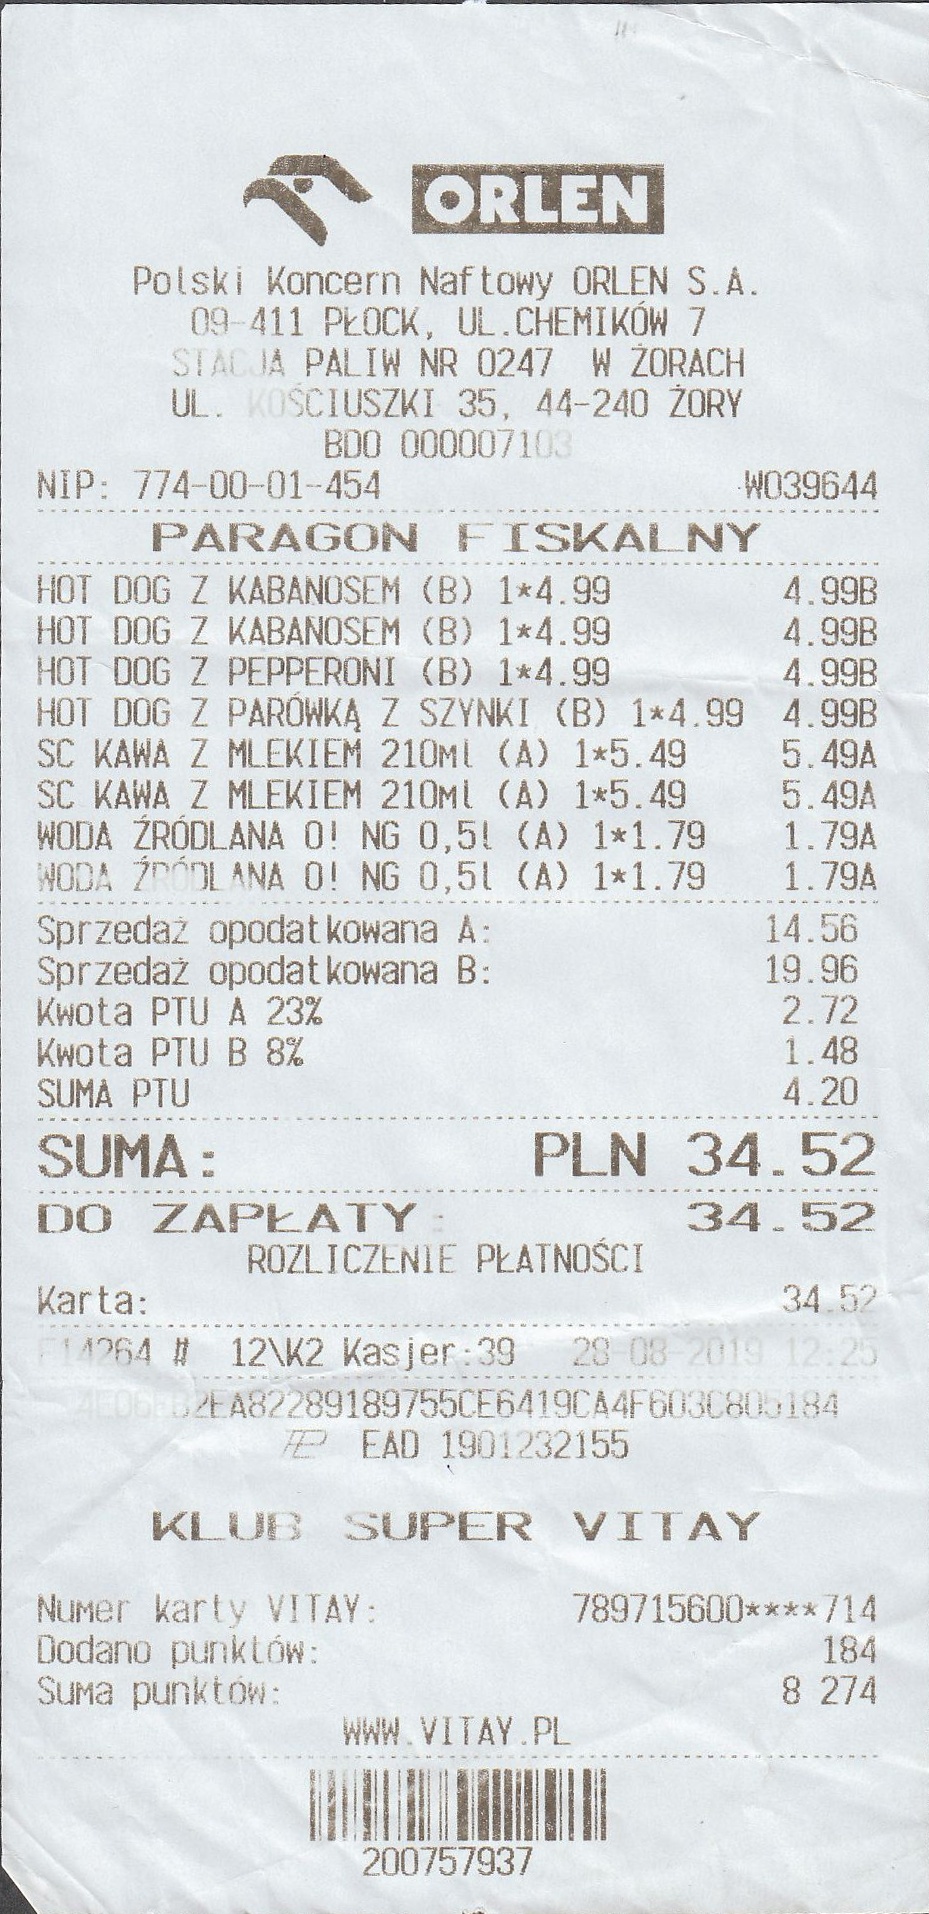 ORLEN
Polski Koncern Naftowy ORLEN S.A.
09-411 PŁOCK, UL.CHEMIKÓW 7
STACJA PALIW NR 0247 W ŻORACH
UL. KOŚCIUSZKI 35, 44-240 ŻORY
BDO 000007103
NIP: 774-00-01-454 W039644
PARAGON FISKALNY
HOT DOG Z KABANOSEM (B) 1*4.99 4.99B
HOT DOG Z KABANOSEM (B) 1*4.99 4.99B
HOT DOG Z PEPPERONI (B) 1*4.99 4.99B
HOT DOG Z PARÓWKĄ Z SZYNKI (B) 1*4.99 4.99B
SC KAWA Z MLEKIEM 210ml (A) 1*5.49 5.49A
SC KAWA Z MLEKIEM 210ml (A) 1*5.49 5.49A
WODA ŹRÓDLANA O! NG 0,5l (A) 1*1.79 1.79A
WODA ŹRÓDLANA O! NG 0,5l (A) 1*1.79 1.79A
Sprzedaż opodatkowana A: 14.56
Sprzedaż opodatkowana B: 19.96
Kwota PTU A 23% 2.72
Kwota PTU B 8% 1.48
SUMA PTU 4.20
SUMA: PLN 34.52
DO ZAPŁATY: 34.52
ROZLICZENIE PŁATNOŚCI
Karta: 34.52
F14264 # 12\K2 Kasjer:39 28-08-2019 12:25
EAD 1901232155
KLUB SUPER VITAY
Numer karty VITAY: 789715600****714
Dodano punktów: 184
Suma punktów: 8 274
WWW.VITAY.PL
200757937